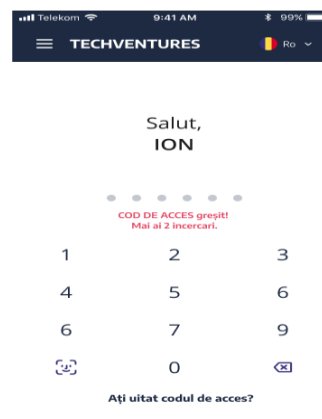 Telekom 9:41 AM 99%
TECHVENTURES Ro
Salut,
ION
COD DE ACCES greșit!
Mai ai 2 incercari.
1 2 3
4 5 6
6 7 9
0
Ați uitat codul de acces?